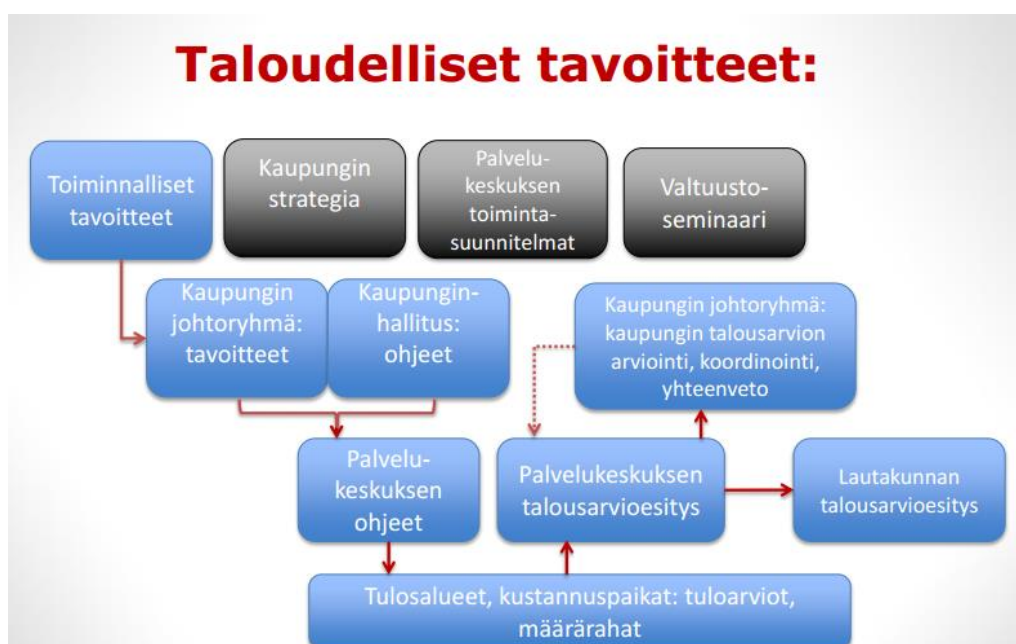 Taloudelliset tavoitteet:
Toiminnalliset
tavoitteet
Kaupungin
strategia
Palvelu-
keskuksen
toiminta-
suunnitelmat
Valtuusto-
seminaari
Kaupungin
johtoryhmä:
tavoitteet
Kaupungin-
hallitus:
ohjeet
Kaupungin johtoryhmä:
kaupungin talousarvion
arviointi, koordinointi,
yhteenveto
Palvelu-
keskuksen
ohjeet
Palvelukeskuksen
talousarvioesitys
Lautakunnan
talousarvioesitys
Tulosalueet, kustannuspaikat: tuloarviot,
määrärahat